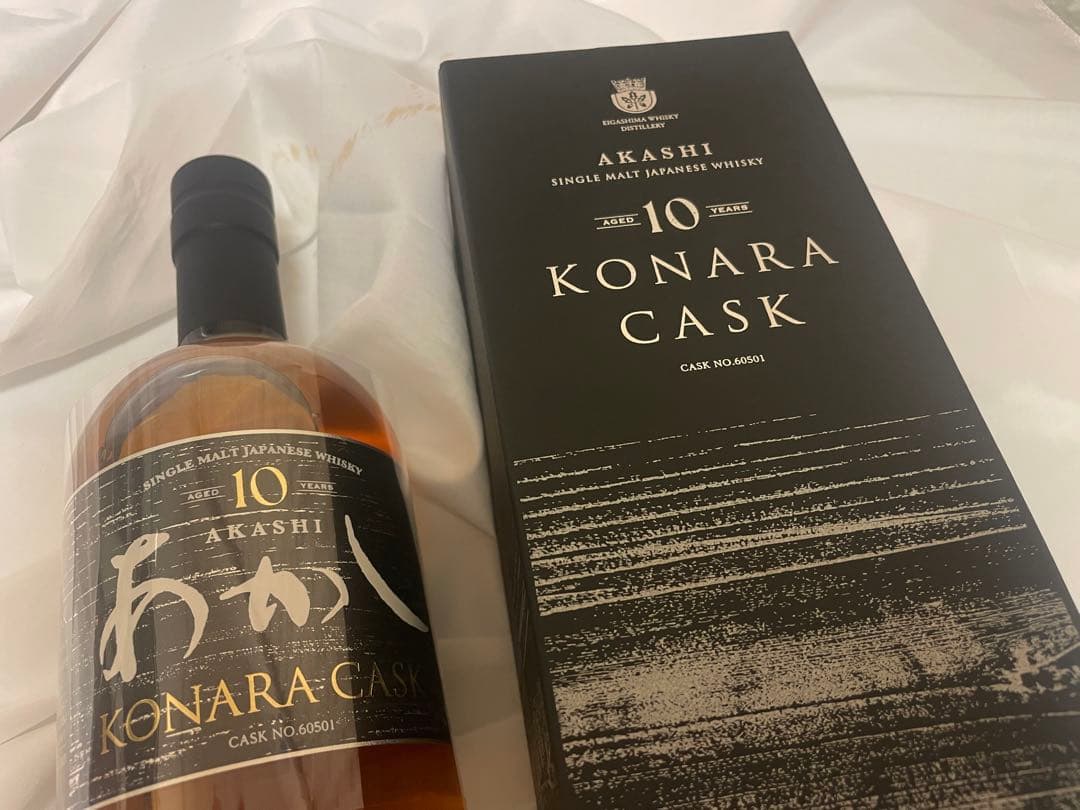 SINGLE MALT JAPANESE WHISKY
AGED 10 YEARS
AKASHI
あかし
KONARA CASK
CASK NO.60501
EIGASHIMA WHISKY
DISTILLERY
AKASHI
SINGLE MALT JAPANESE WHISKY
AGED 10 YEARS
KONARA
CASK
CASK NO.60501